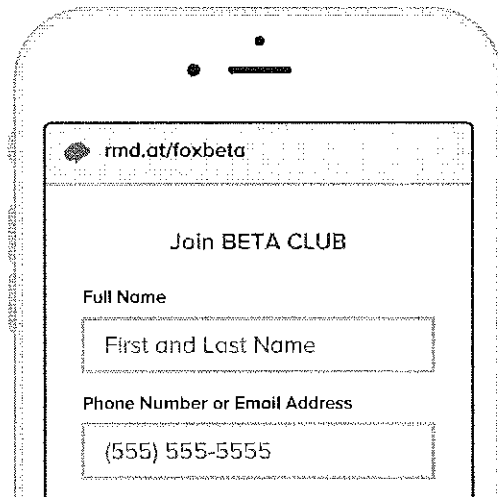 rmd.at/foxbeta
Join BETA CLUB
Full Name
First and Last Name
Phone Number or Email Address
(555) 555-5555